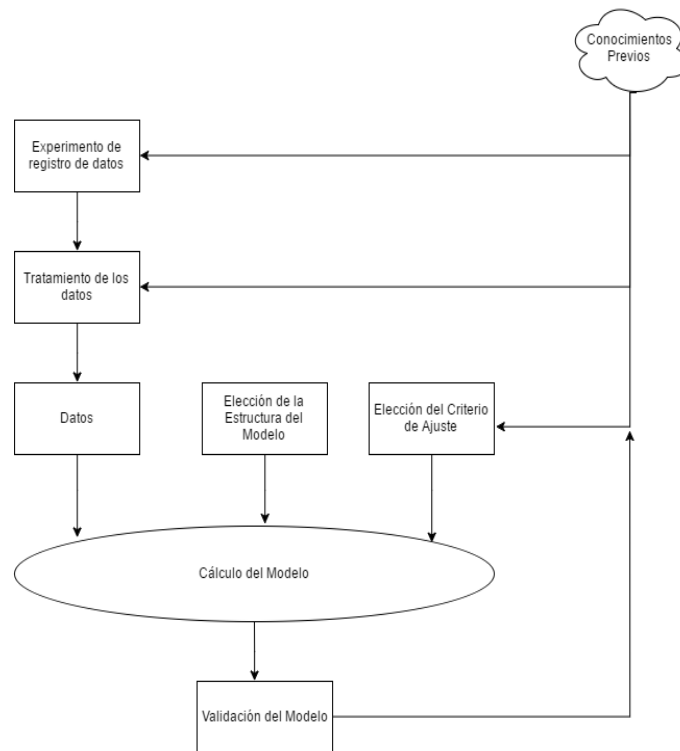 Conocimientos
Previos
Experimento de
registro de datos
Tratamiento de los
datos
Datos
Elección de la
Estructura del
Modelo
Elección del Criterio
de Ajuste
Cálculo del Modelo
Validación del Modelo